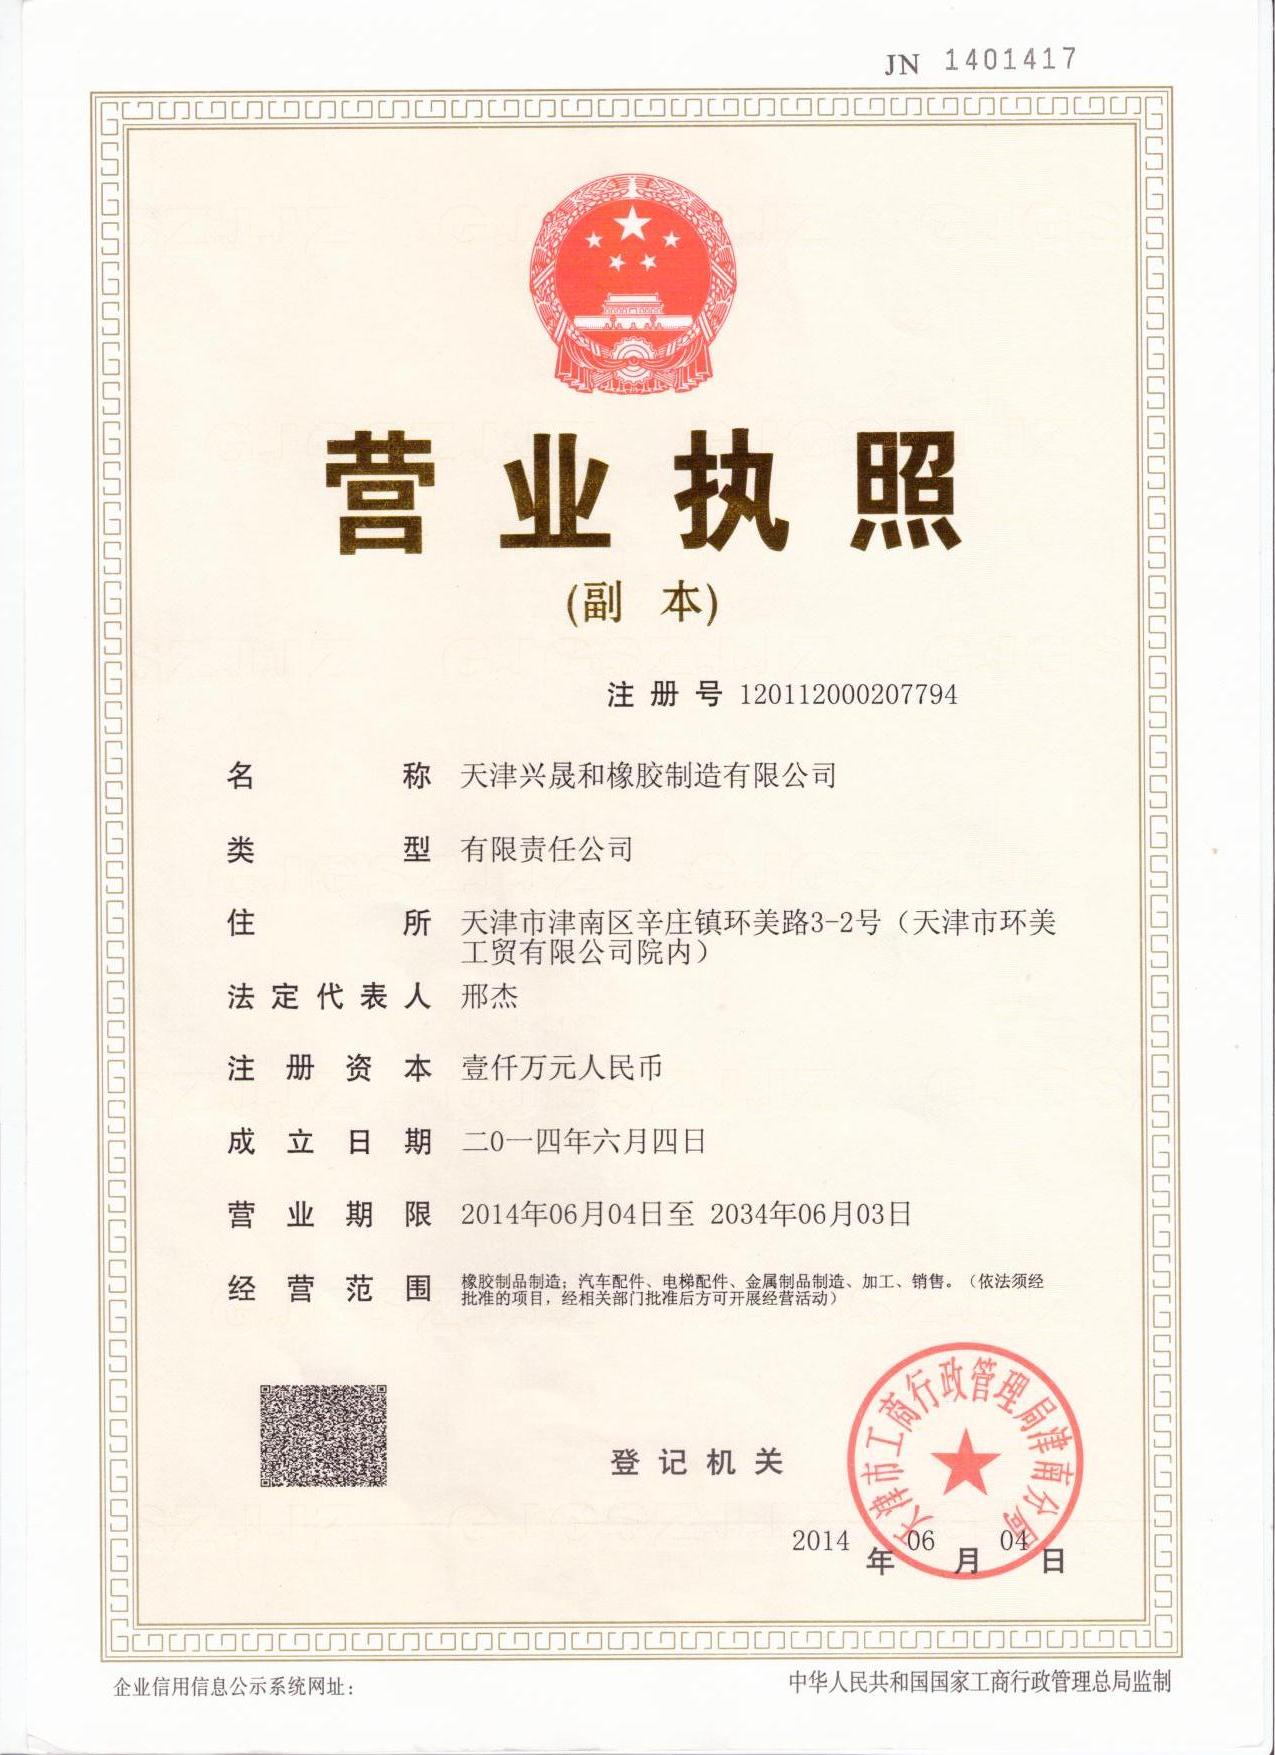 JN 1401417
营业执照
(副 本)
注册号 120112000207794
名称 天津兴晟和橡胶制造有限公司
类型 有限责任公司
住所 天津市津南区辛庄镇环美路3-2号（天津市环美
工贸有限公司院内）
法定代表人 邢杰
注册资本 壹仟万元人民币
成立日期 二0一四年六月四日
营业期限 2014年06月04日至 2034年06月03日
经营范围 橡胶制品制造；汽车配件、电梯配件、金属制品制造、加工、销售。（依法须经
批准的项目，经相关部门批准后方可开展经营活动）
天津市工商行政管理局津南分局
登记机关
2014年06月04日
企业信用信息公示系统网址：
中华人民共和国国家工商行政管理总局监制